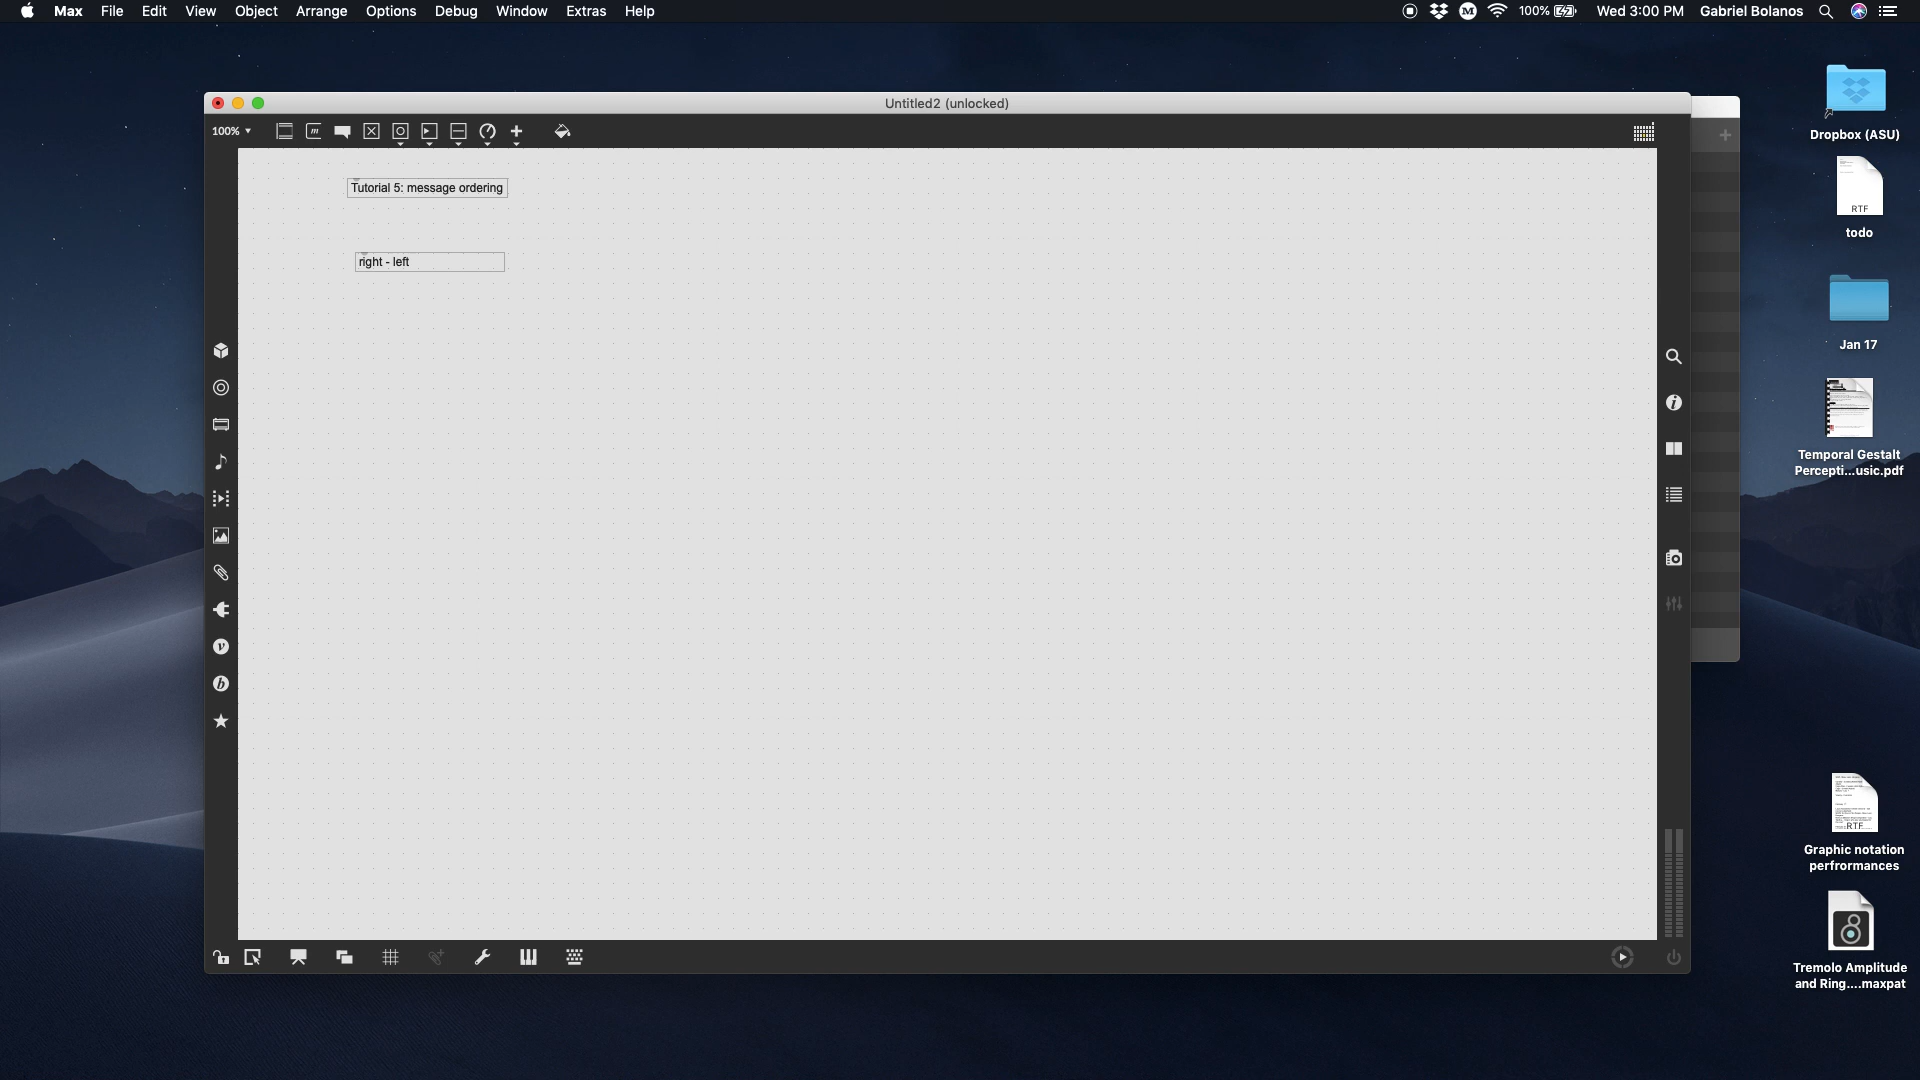 Max File Edit View Object Arrange Options Debug Window Extras Help
100% Wed 3:00 PM Gabriel Bolanos
Untitled2 (unlocked)
100%
Tutorial 5: message ordering
right - left
Dropbox (ASU)
RTF
todo
Jan 17
Temporal Gestalt
Percepti...usic.pdf
RTF
Graphic notation
perfrormances
Tremolo Amplitude
and Ring....maxpat